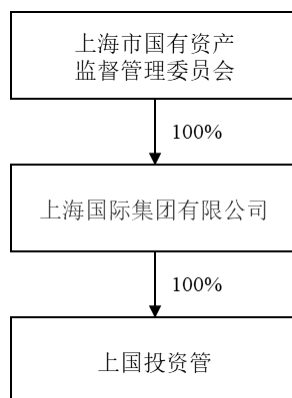 上海市国有资产
监督管理委员会
100%
上海国际集团有限公司
100%
上国投资管